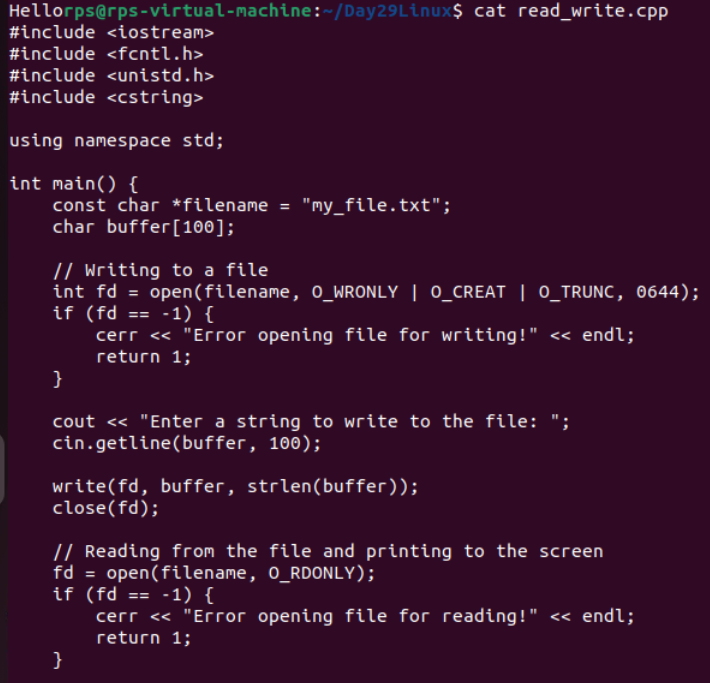 Hellorps@rps-virtual-machine:~/Day29Linux$ cat read_write.cpp
#include <iostream>
#include <fcntl.h>
#include <unistd.h>
#include <cstring>

using namespace std;

int main() {
    const char *filename = "my_file.txt";
    char buffer[100];

    // Writing to a file
    int fd = open(filename, O_WRONLY | O_CREAT | O_TRUNC, 0644);
    if (fd == -1) {
        cerr << "Error opening file for writing!" << endl;
        return 1;
    }

    cout << "Enter a string to write to the file: ";
    cin.getline(buffer, 100);

    write(fd, buffer, strlen(buffer));
    close(fd);

    // Reading from the file and printing to the screen
    fd = open(filename, O_RDONLY);
    if (fd == -1) {
        cerr << "Error opening file for reading!" << endl;
        return 1;
    }